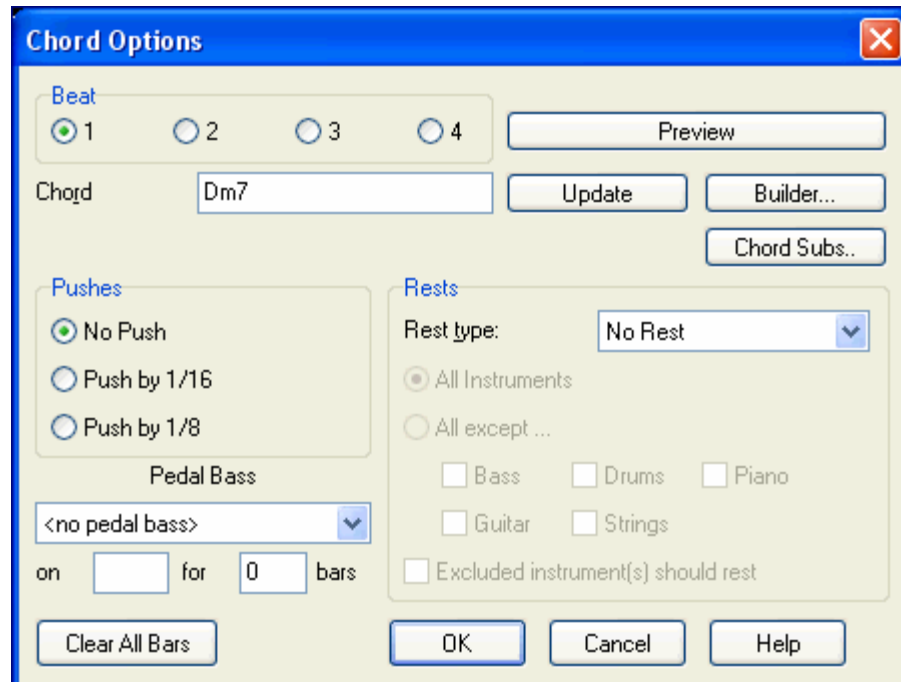 Chord Options
Beat
1 2 3 4 Preview
Chord Dm7 Update Builder...
Chord Subs..
Pushes Rests
No Push Rest type: No Rest
Push by 1/16 All Instruments
Push by 1/8 All except ...
Pedal Bass Bass Drums Piano
<no pedal bass> Guitar Strings
on for 0 bars Excluded instrument(s) should rest
Clear All Bars OK Cancel Help